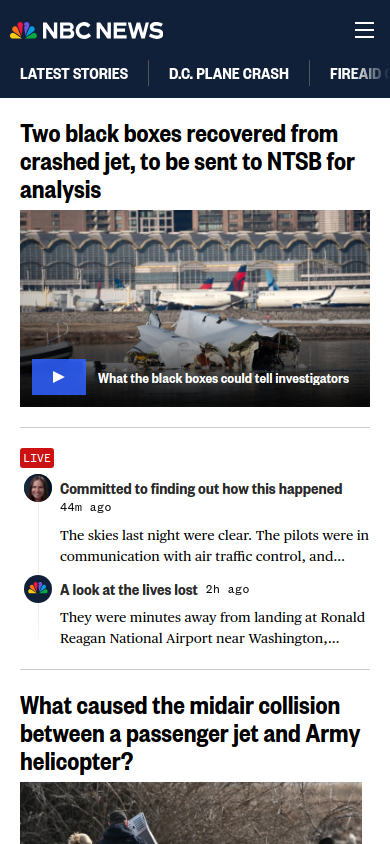 NBC NEWS
LATEST STORIES
D.C. PLANE CRASH
FIREAID
Two black boxes recovered from
crashed jet, to be sent to NTSB for
analysis
What the black boxes could tell investigators
LIVE
Committed to finding out how this happened
44m ago
The skies last night were clear. The pilots were in
communication with air traffic control, and...
A look at the lives lost 2h ago
They were minutes away from landing at Ronald
Reagan National Airport near Washington,...
What caused the midair collision
between a passenger jet and Army
helicopter?